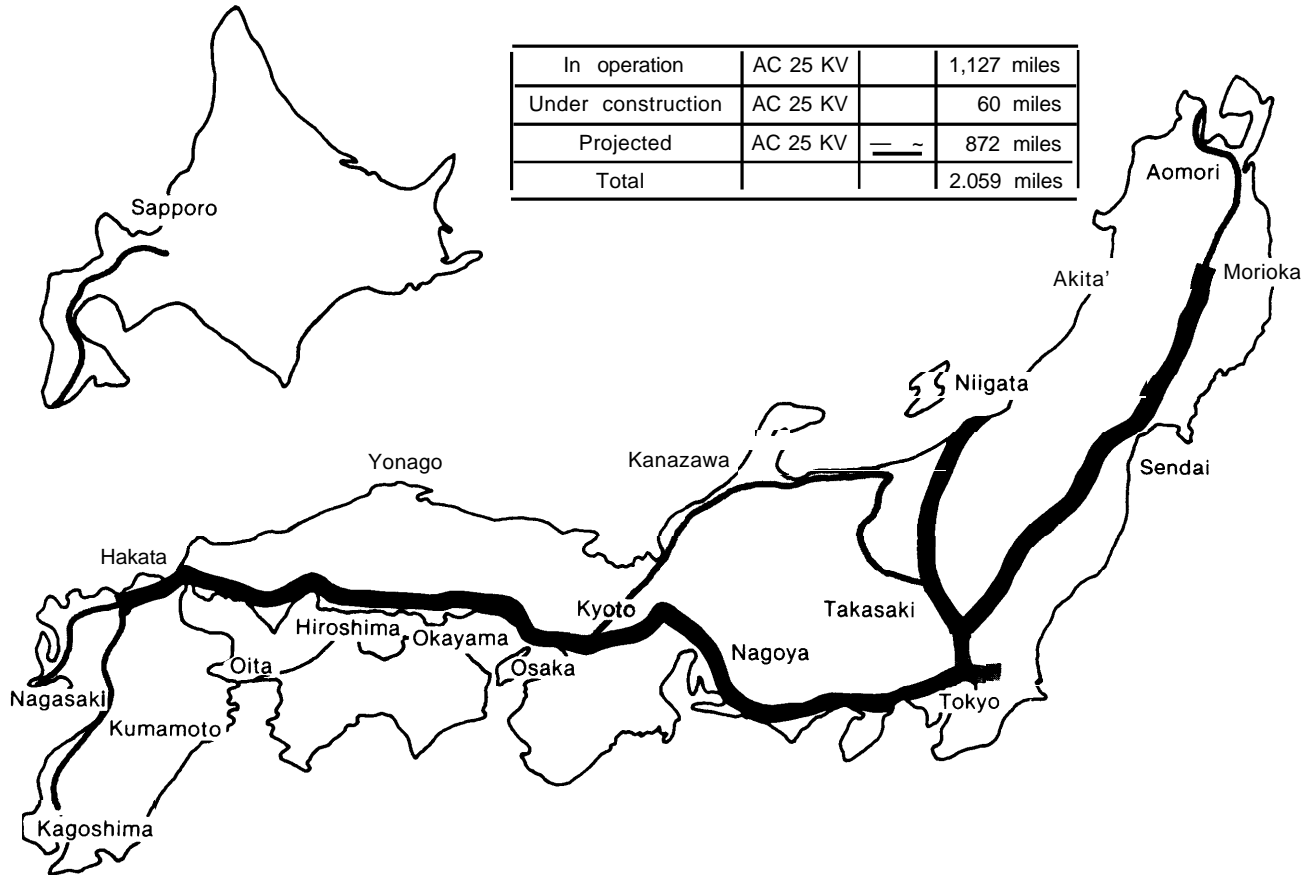 In operation AC 25 KV 1,127 miles
Under construction AC 25 KV 60 miles
Projected AC 25 KV — ~ 872 miles
Total 2.059 miles
Aomori
Sapporo
Akita’ Morioka
Niigata
Yonago Kanazawa Sendai
Hakata
Kyoto Takasaki
Hiroshima Okayama
Oita Osaka Nagoya
Nagasaki Tokyo
Kumamoto
Kagoshima